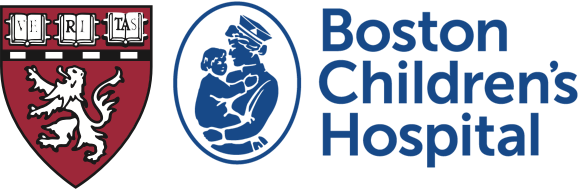 VE RI TAS
Boston
Children's
Hospital